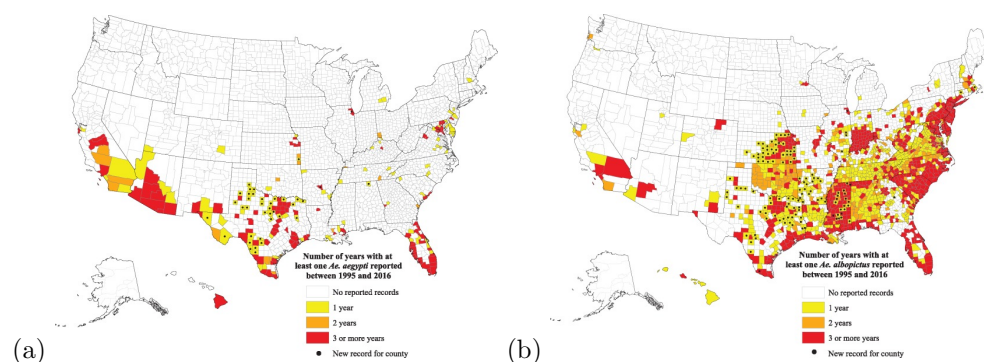 Number of years with at
least one Ae. aegypti reported
between 1995 and 2016
No reported records
1 year
2 years
3 or more years
New record for county
(a)
Number of years with at
least one Ae. albopictus reported
between 1995 and 2016
No reported records
1 year
2 years
3 or more years
New record for county
(b)